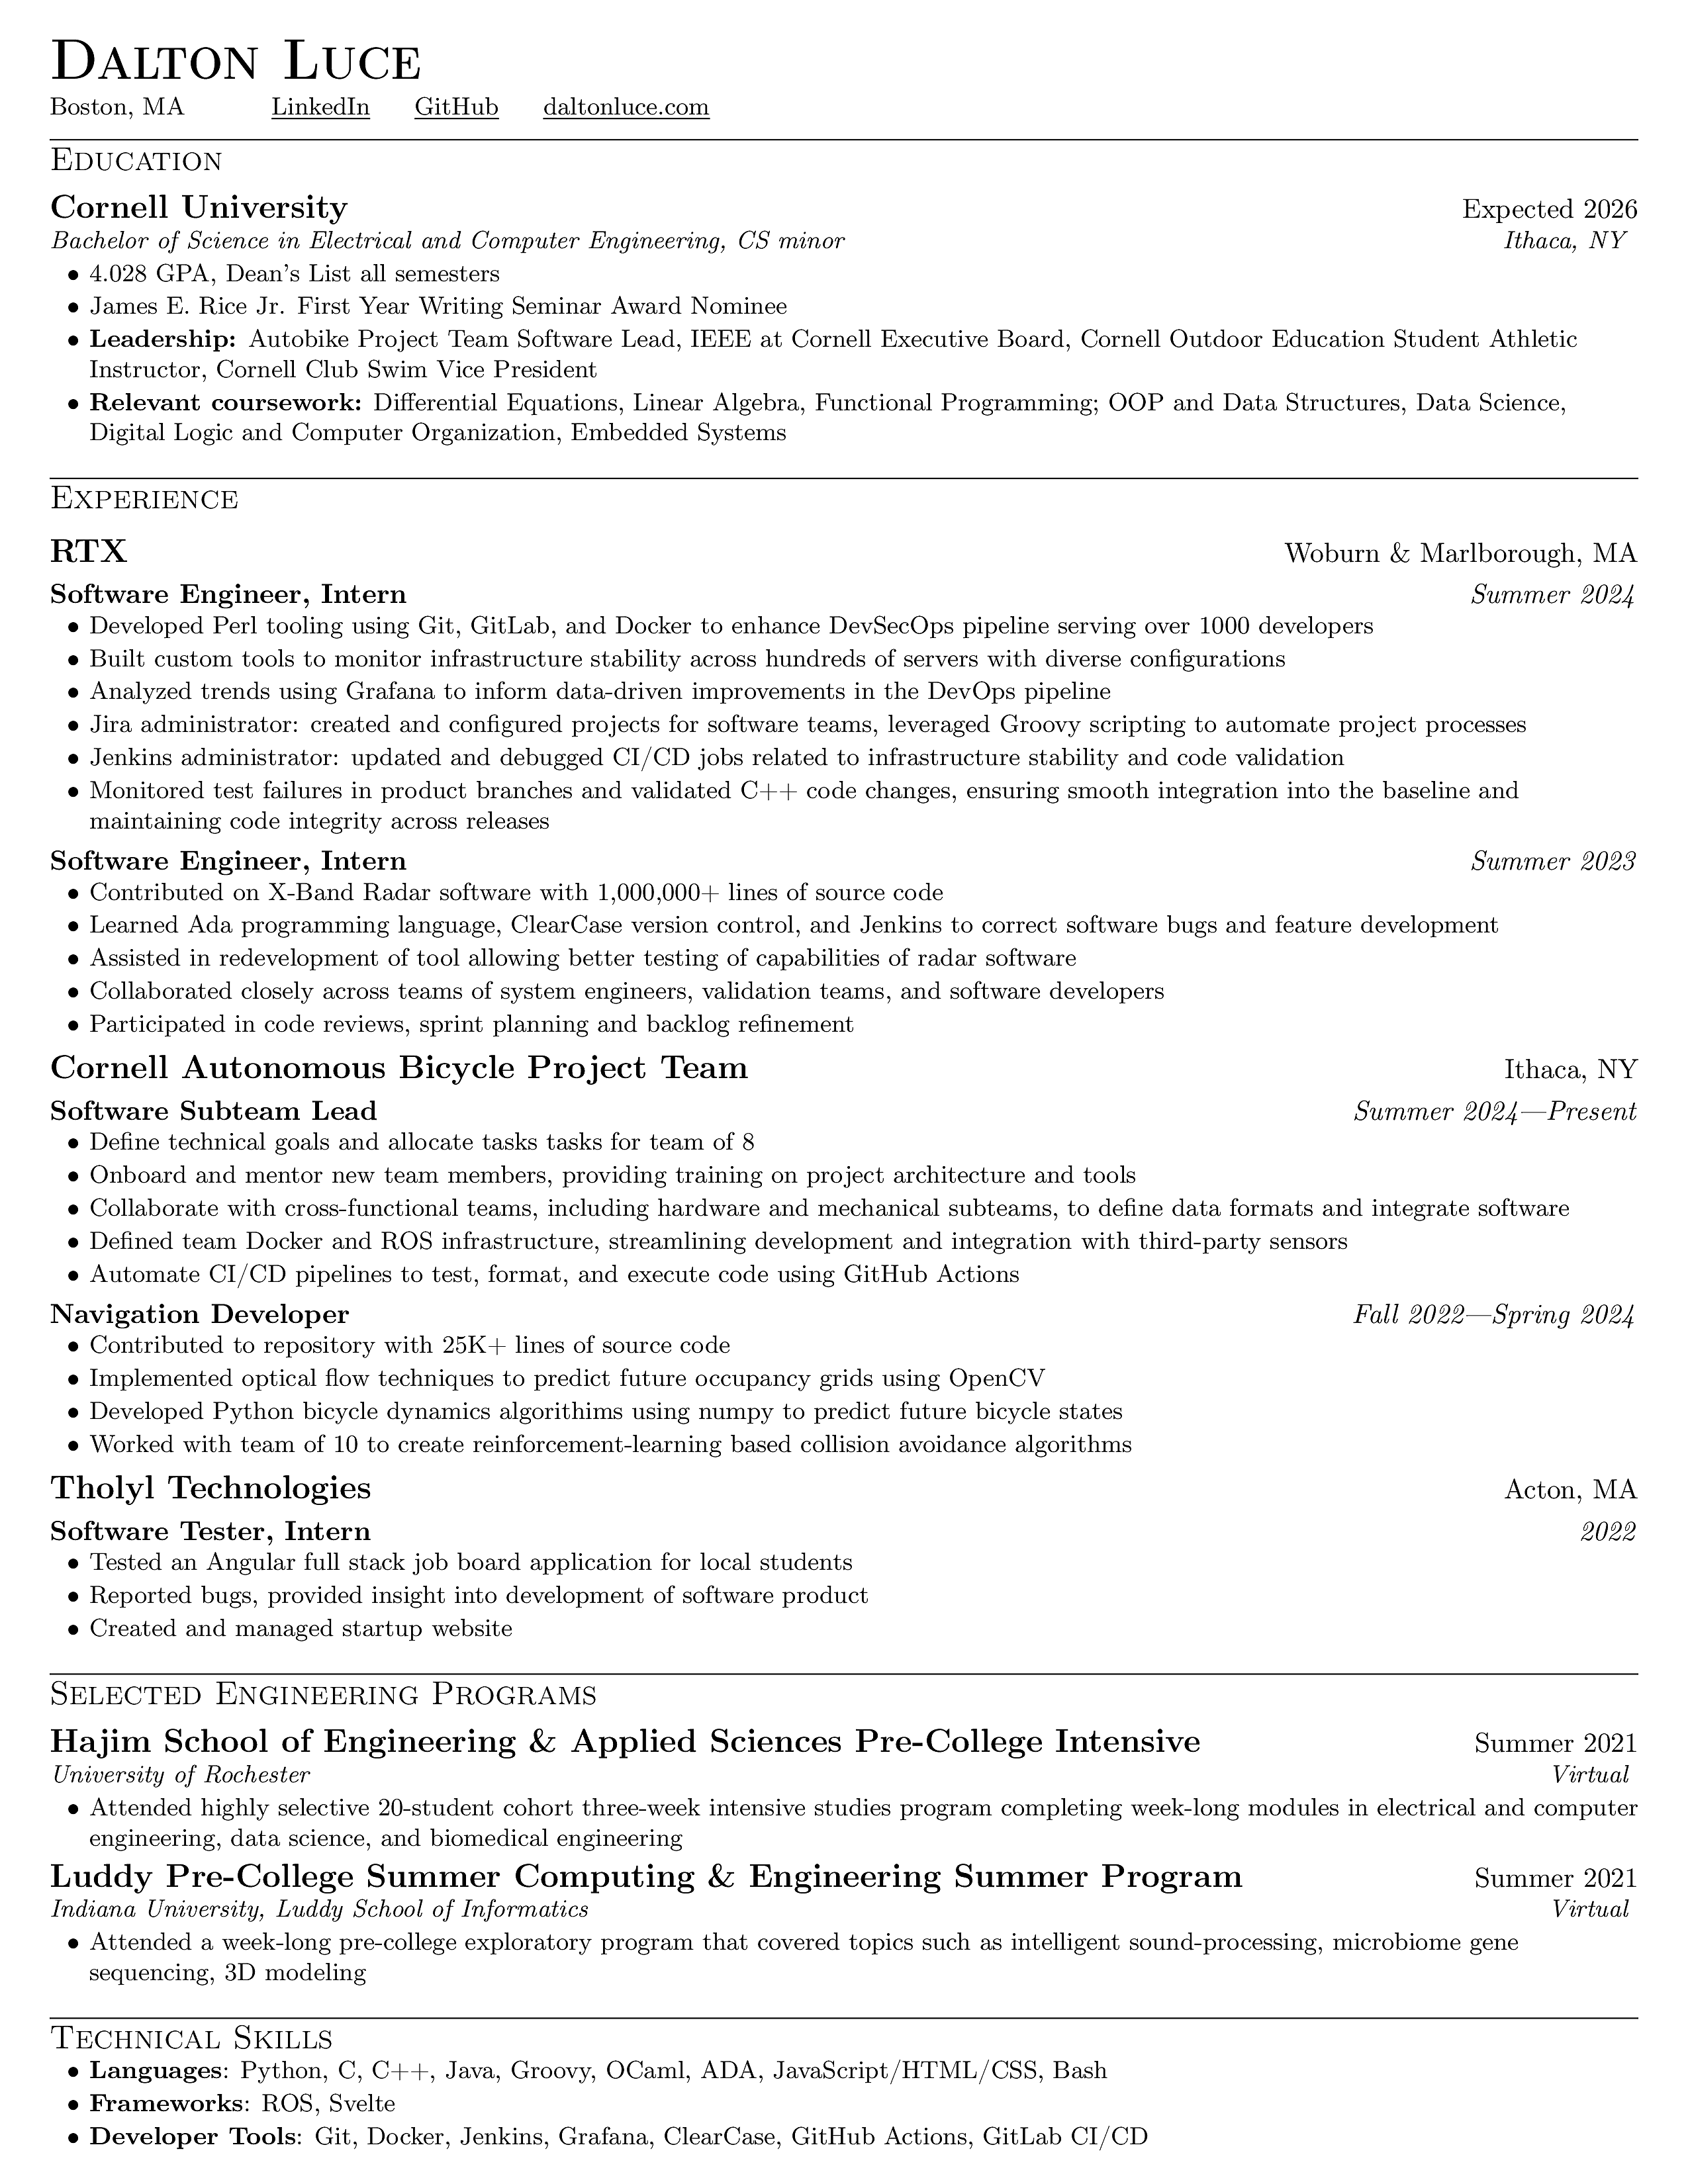 Dalton Luce
Boston, MA LinkedIn GitHub daltonluce.com
Education
Cornell University Expected 2026
Bachelor of Science in Electrical and Computer Engineering, CS minor Ithaca, NY
• 4.028 GPA, Dean's List all semesters
• James E. Rice Jr. First Year Writing Seminar Award Nominee
• Leadership: Autobike Project Team Software Lead, IEEE at Cornell Executive Board, Cornell Outdoor Education Student Athletic
Instructor, Cornell Club Swim Vice President
• Relevant coursework: Differential Equations, Linear Algebra, Functional Programming; OOP and Data Structures, Data Science,
Digital Logic and Computer Organization, Embedded Systems
Experience
RTX Woburn & Marlborough, MA
Software Engineer, Intern Summer 2024
• Developed Perl tooling using Git, GitLab, and Docker to enhance DevSecOps pipeline serving over 1000 developers
• Built custom tools to monitor infrastructure stability across hundreds of servers with diverse configurations
• Analyzed trends using Grafana to inform data-driven improvements in the DevOps pipeline
• Jira administrator: created and configured projects for software teams, leveraged Groovy scripting to automate project processes
• Jenkins administrator: updated and debugged CI/CD jobs related to infrastructure stability and code validation
• Monitored test failures in product branches and validated C++ code changes, ensuring smooth integration into the baseline and
maintaining code integrity across releases
Software Engineer, Intern Summer 2023
• Contributed on X-Band Radar software with 1,000,000+ lines of source code
• Learned Ada programming language, ClearCase version control, and Jenkins to correct software bugs and feature development
• Assisted in redevelopment of tool allowing better testing of capabilities of radar software
• Collaborated closely across teams of system engineers, validation teams, and software developers
• Participated in code reviews, sprint planning and backlog refinement
Cornell Autonomous Bicycle Project Team Ithaca, NY
Software Subteam Lead Summer 2024—Present
• Define technical goals and allocate tasks tasks for team of 8
• Onboard and mentor new team members, providing training on project architecture and tools
• Collaborate with cross-functional teams, including hardware and mechanical subteams, to define data formats and integrate software
• Defined team Docker and ROS infrastructure, streamlining development and integration with third-party sensors
• Automate CI/CD pipelines to test, format, and execute code using GitHub Actions
Navigation Developer Fall 2022—Spring 2024
• Contributed to repository with 25K+ lines of source code
• Implemented optical flow techniques to predict future occupancy grids using OpenCV
• Developed Python bicycle dynamics algorithims using numpy to predict future bicycle states
• Worked with team of 10 to create reinforcement-learning based collision avoidance algorithms
Tholyl Technologies Acton, MA
Software Tester, Intern 2022
• Tested an Angular full stack job board application for local students
• Reported bugs, provided insight into development of software product
• Created and managed startup website
Selected Engineering Programs
Hajim School of Engineering & Applied Sciences Pre-College Intensive Summer 2021
University of Rochester Virtual
• Attended highly selective 20-student cohort three-week intensive studies program completing week-long modules in electrical and computer
engineering, data science, and biomedical engineering
Luddy Pre-College Summer Computing & Engineering Summer Program Summer 2021
Indiana University, Luddy School of Informatics Virtual
• Attended a week-long pre-college exploratory program that covered topics such as intelligent sound-processing, microbiome gene
sequencing, 3D modeling
Technical Skills
• Languages: Python, C, C++, Java, Groovy, OCaml, ADA, JavaScript/HTML/CSS, Bash
• Frameworks: ROS, Svelte
• Developer Tools: Git, Docker, Jenkins, Grafana, ClearCase, GitHub Actions, GitLab CI/CD